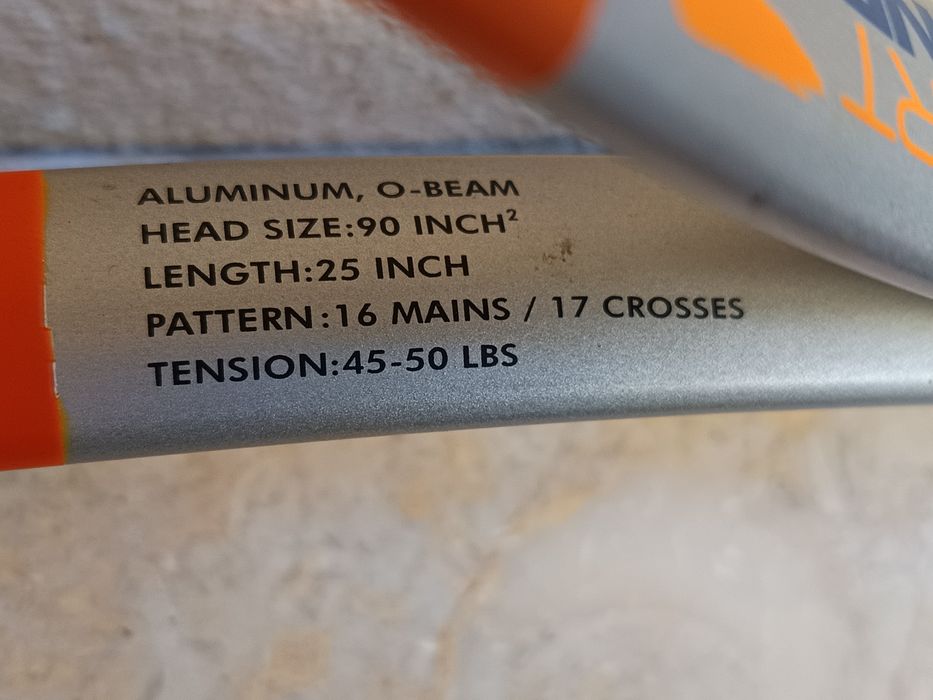 ALUMINUM, O-BEAM
HEAD SIZE:90 INCH²
LENGTH:25 INCH
PATTERN:16 MAINS / 17 CROSSES
TENSION:45-50 LBS